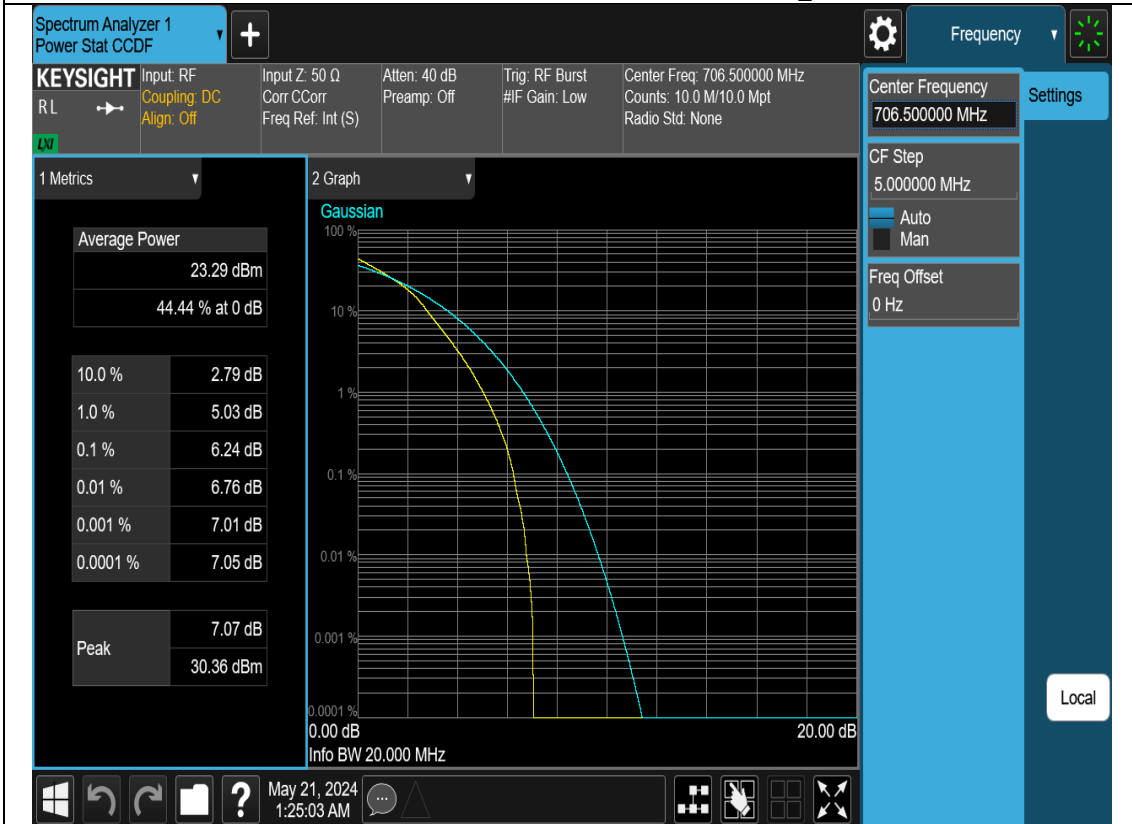 Spectrum Analyzer 1
Power Stat CCDF
Frequency
KEYSIGHT
RL
LXI
Input: RF
Coupling: DC
Align: Off
Input Z: 50 Ω
Corr CCorr
Freq Ref: Int (S)
Atten: 40 dB
Preamp: Off
Trig: RF Burst
#IF Gain: Low
Center Freq: 706.500000 MHz
Counts: 10.0 M/10.0 Mpt
Radio Std: None
Center Frequency
706.500000 MHz
Settings
CF Step
5.000000 MHz
Auto
Man
Freq Offset
0 Hz
Local
1 Metrics
Average Power
23.29 dBm
44.44 % at 0 dB
10.0 % 2.79 dB
1.0 % 5.03 dB
0.1 % 6.24 dB
0.01 % 6.76 dB
0.001 % 7.01 dB
0.0001 % 7.05 dB
Peak 7.07 dB
30.36 dBm
2 Graph
Gaussian
100 %
10 %
1 %
0.1 %
0.01 %
0.001 %
0.0001 %
0.00 dB 20.00 dB
Info BW 20.000 MHz
?
May 21, 2024
1:25:03 AM